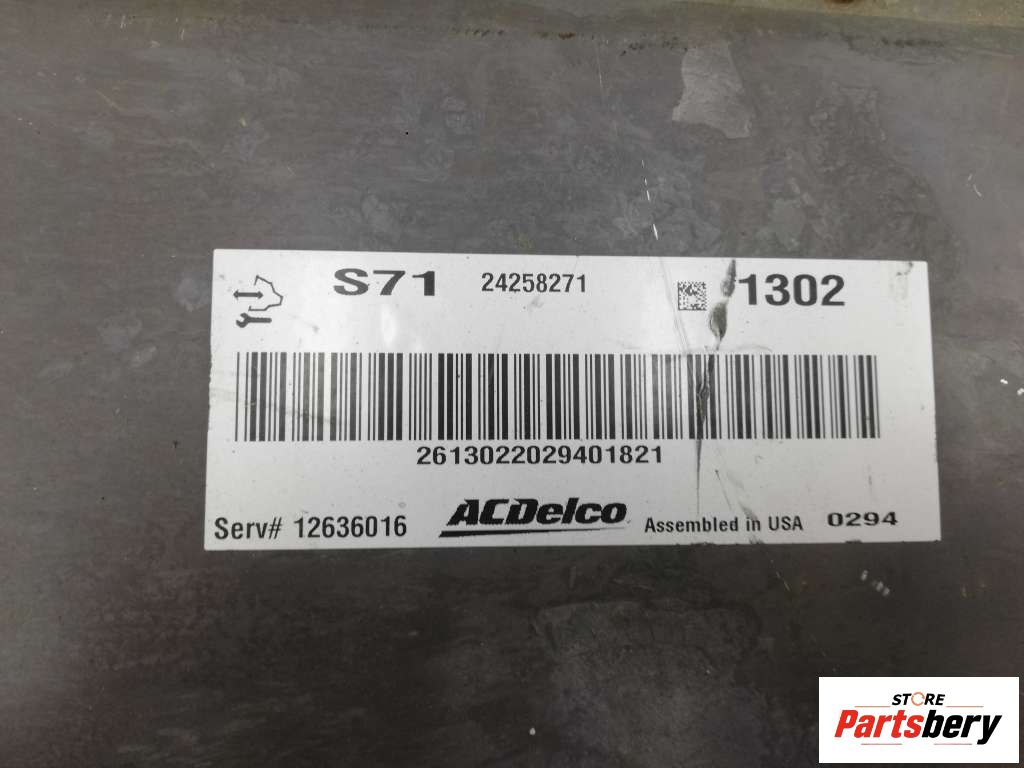 S71 24258271 1302
2613022029401821
Serv# 12636016 ACDelco Assembled in USA 0294
STORE
Partsbery